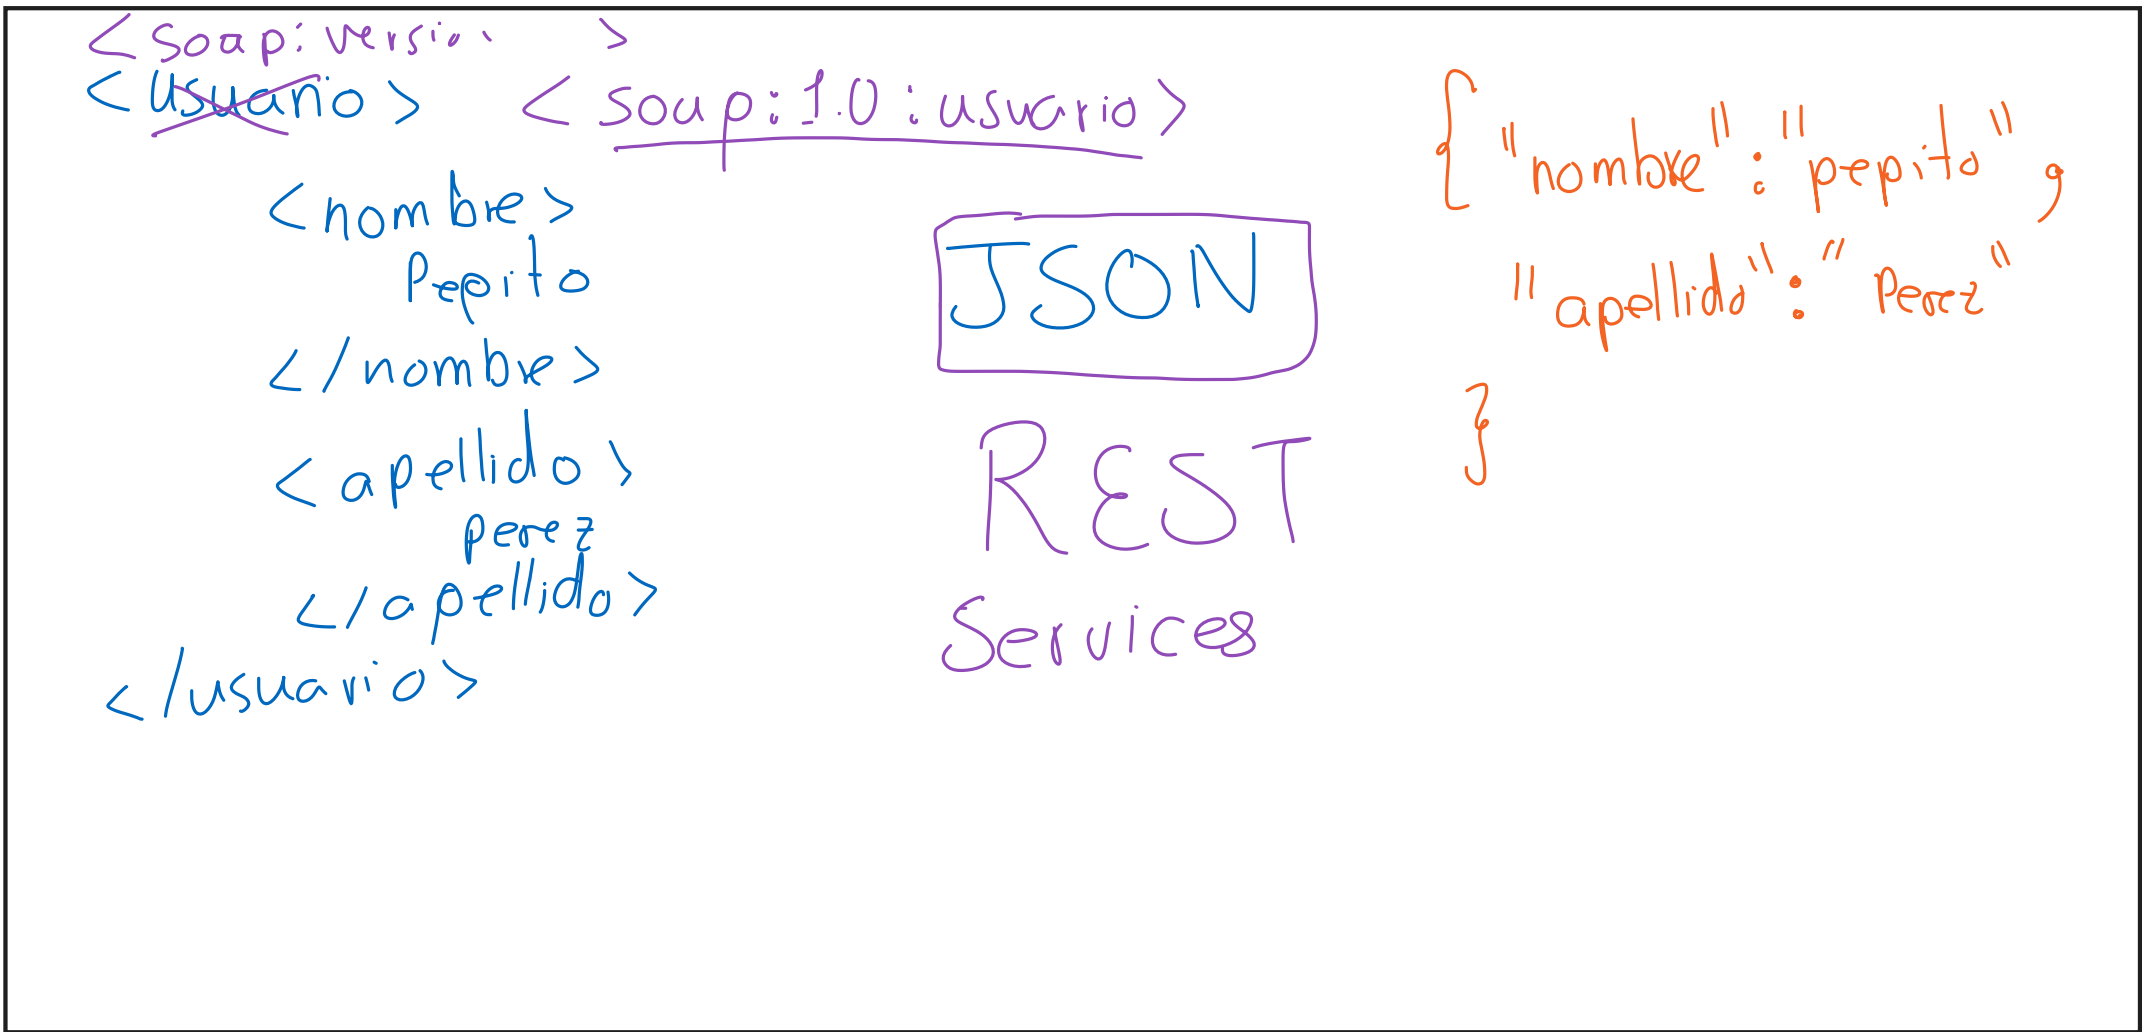 <soap:version >
<usuario> <soap:1.0:usuario>
<nombre>
Pepito
</nombre>
<apellido>
perez
</apellido>
</usuario>
JSON
REST
Services
{ "nombre":"pepito",
"apellido":"Perez"
}